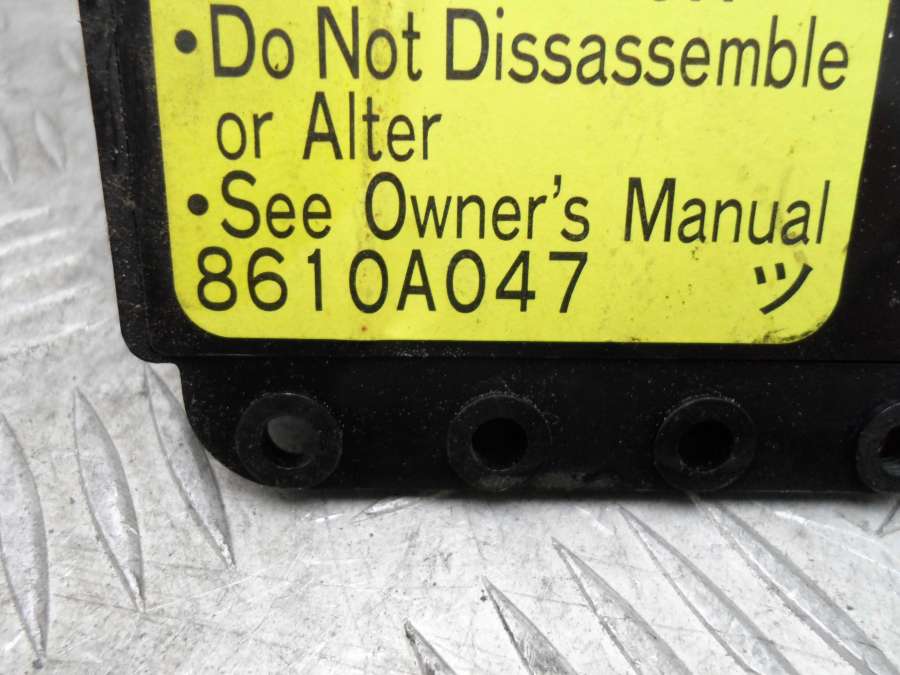 •Do Not Dissassemble
or Alter
•See Owner's Manual
8610A047 ツ